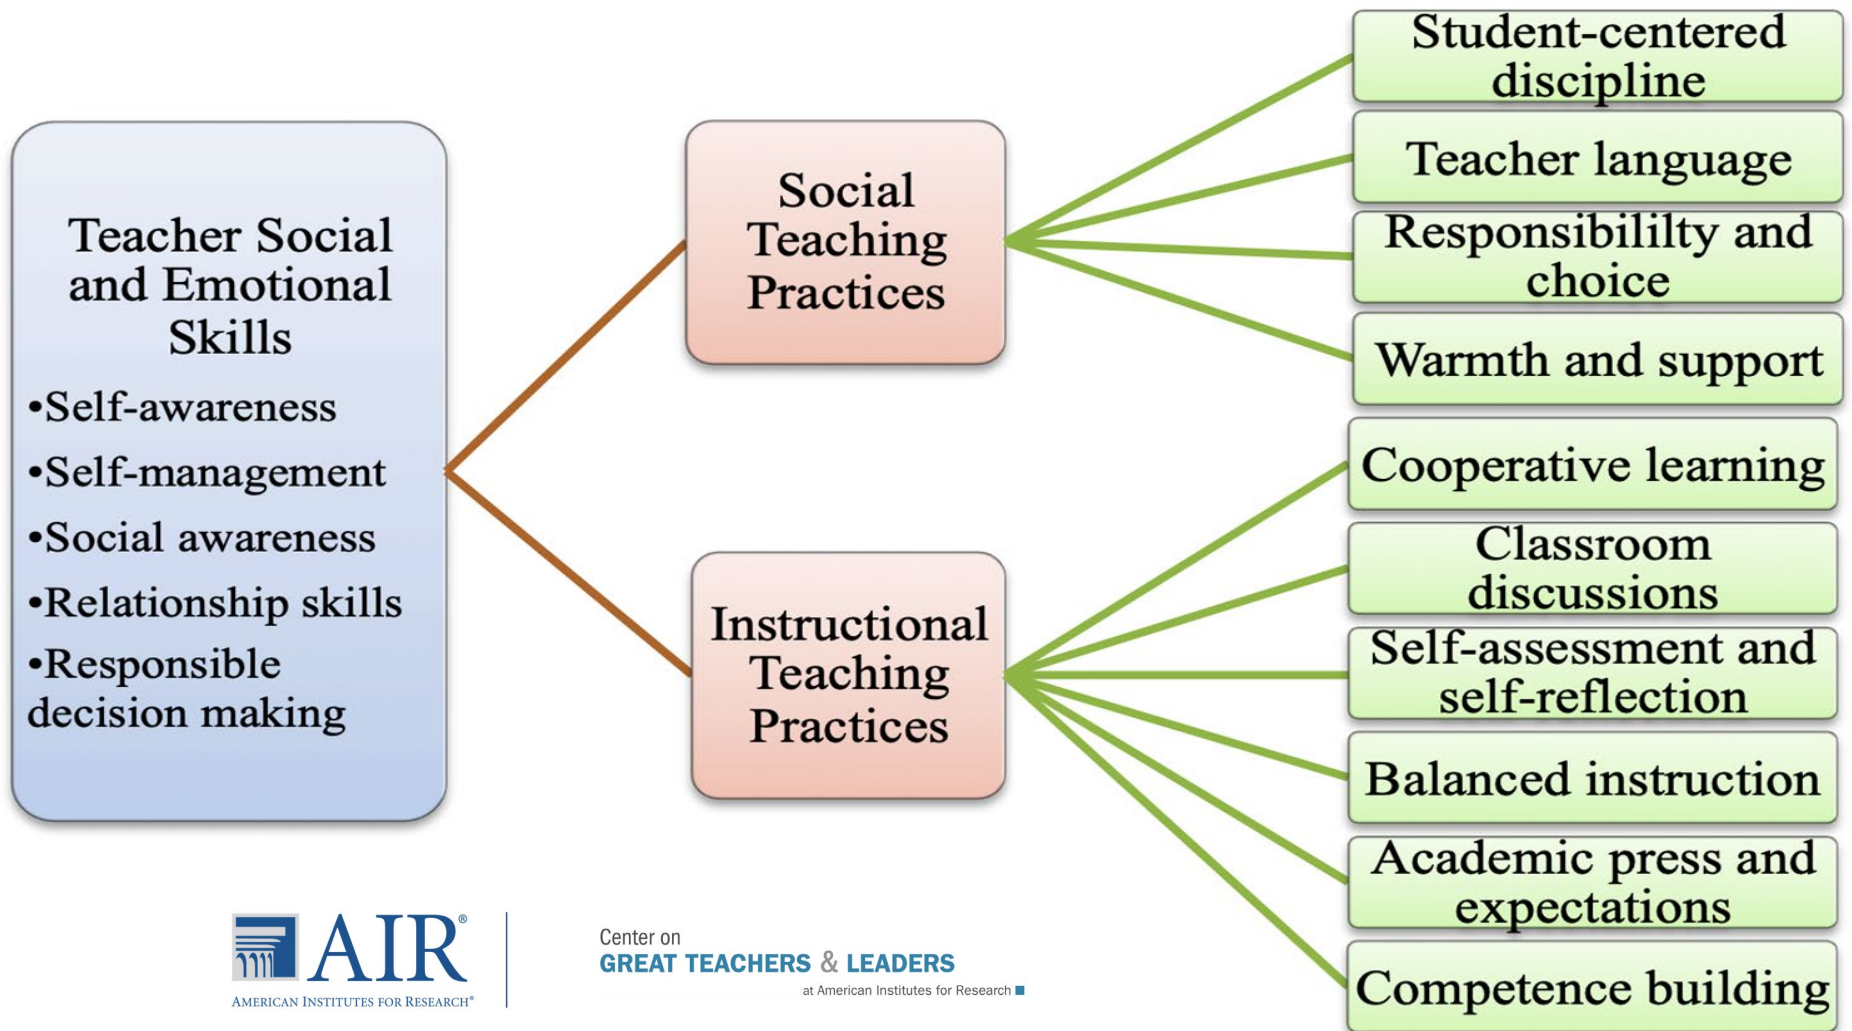 Teacher Social
and Emotional
Skills
•Self-awareness
•Self-management
•Social awareness
•Relationship skills
•Responsible
decision making
Social
Teaching
Practices
Instructional
Teaching
Practices
Student-centered
discipline
Teacher language
Responsibililty and
choice
Warmth and support
Cooperative learning
Classroom
discussions
Self-assessment and
self-reflection
Balanced instruction
Academic press and
expectations
Competence building
AIR®
AMERICAN INSTITUTES FOR RESEARCH®
Center on
GREAT TEACHERS & LEADERS
at American Institutes for Research